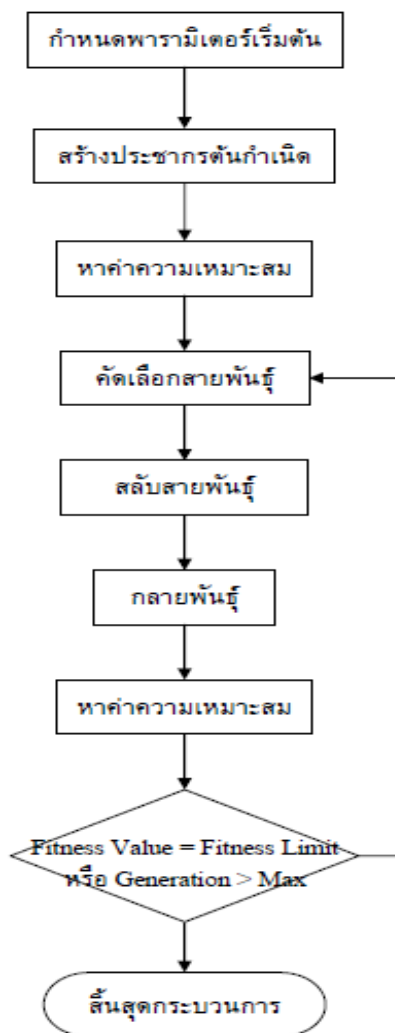 กำหนดพารามิเตอร์เริ่มต้น
สร้างประชากรต้นกำเนิด
หาค่าความเหมาะสม
คัดเลือกสายพันธุ์
สลับสายพันธุ์
กลายพันธุ์
หาค่าความเหมาะสม
Fitness Value = Fitness Limit
หรือ Generation > Max
สิ้นสุดกระบวนการ